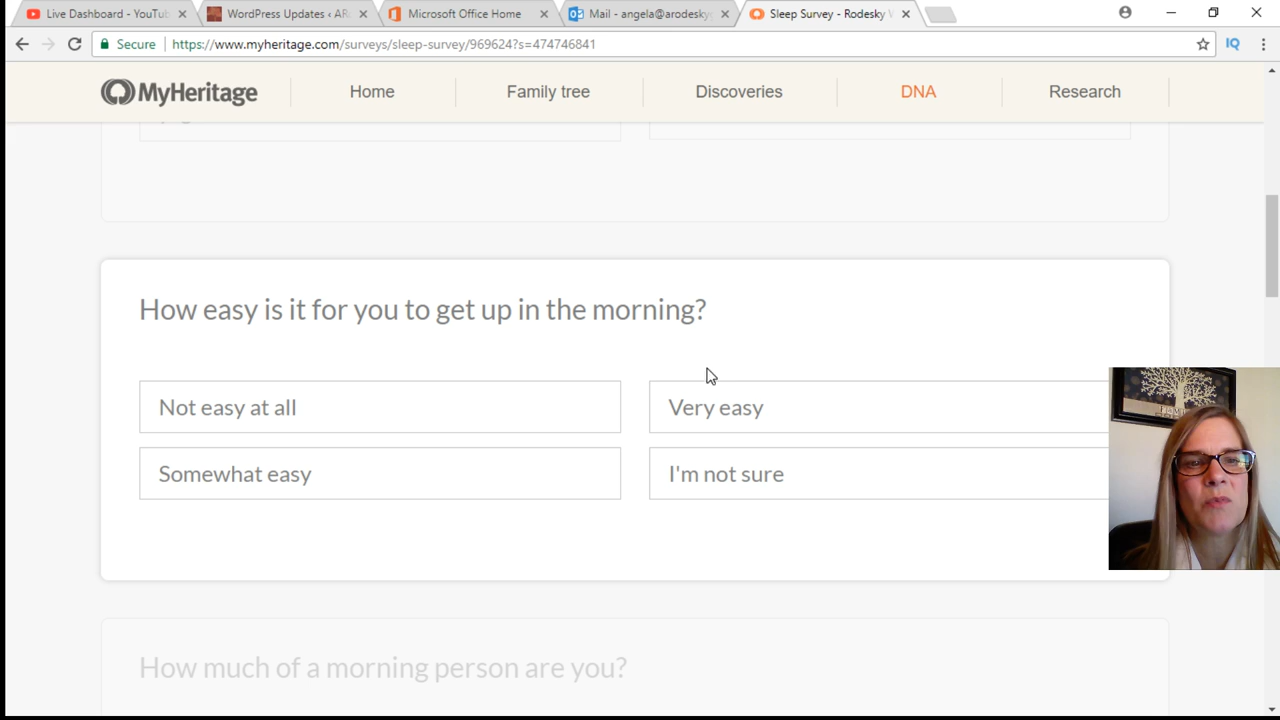 Live Dashboard - YouTu
WordPress Updates ‹ AR
Microsoft Office Home
Mail - angela@arodesky
Sleep Survey - Rodesky W
Secure
https://www.myheritage.com/surveys/sleep-survey/969624?s=474746841
IQ
MyHeritage
Home
Family tree
Discoveries
DNA
Research
How easy is it for you to get up in the morning?
Not easy at all
Very easy
Somewhat easy
I'm not sure
How much of a morning person are you?